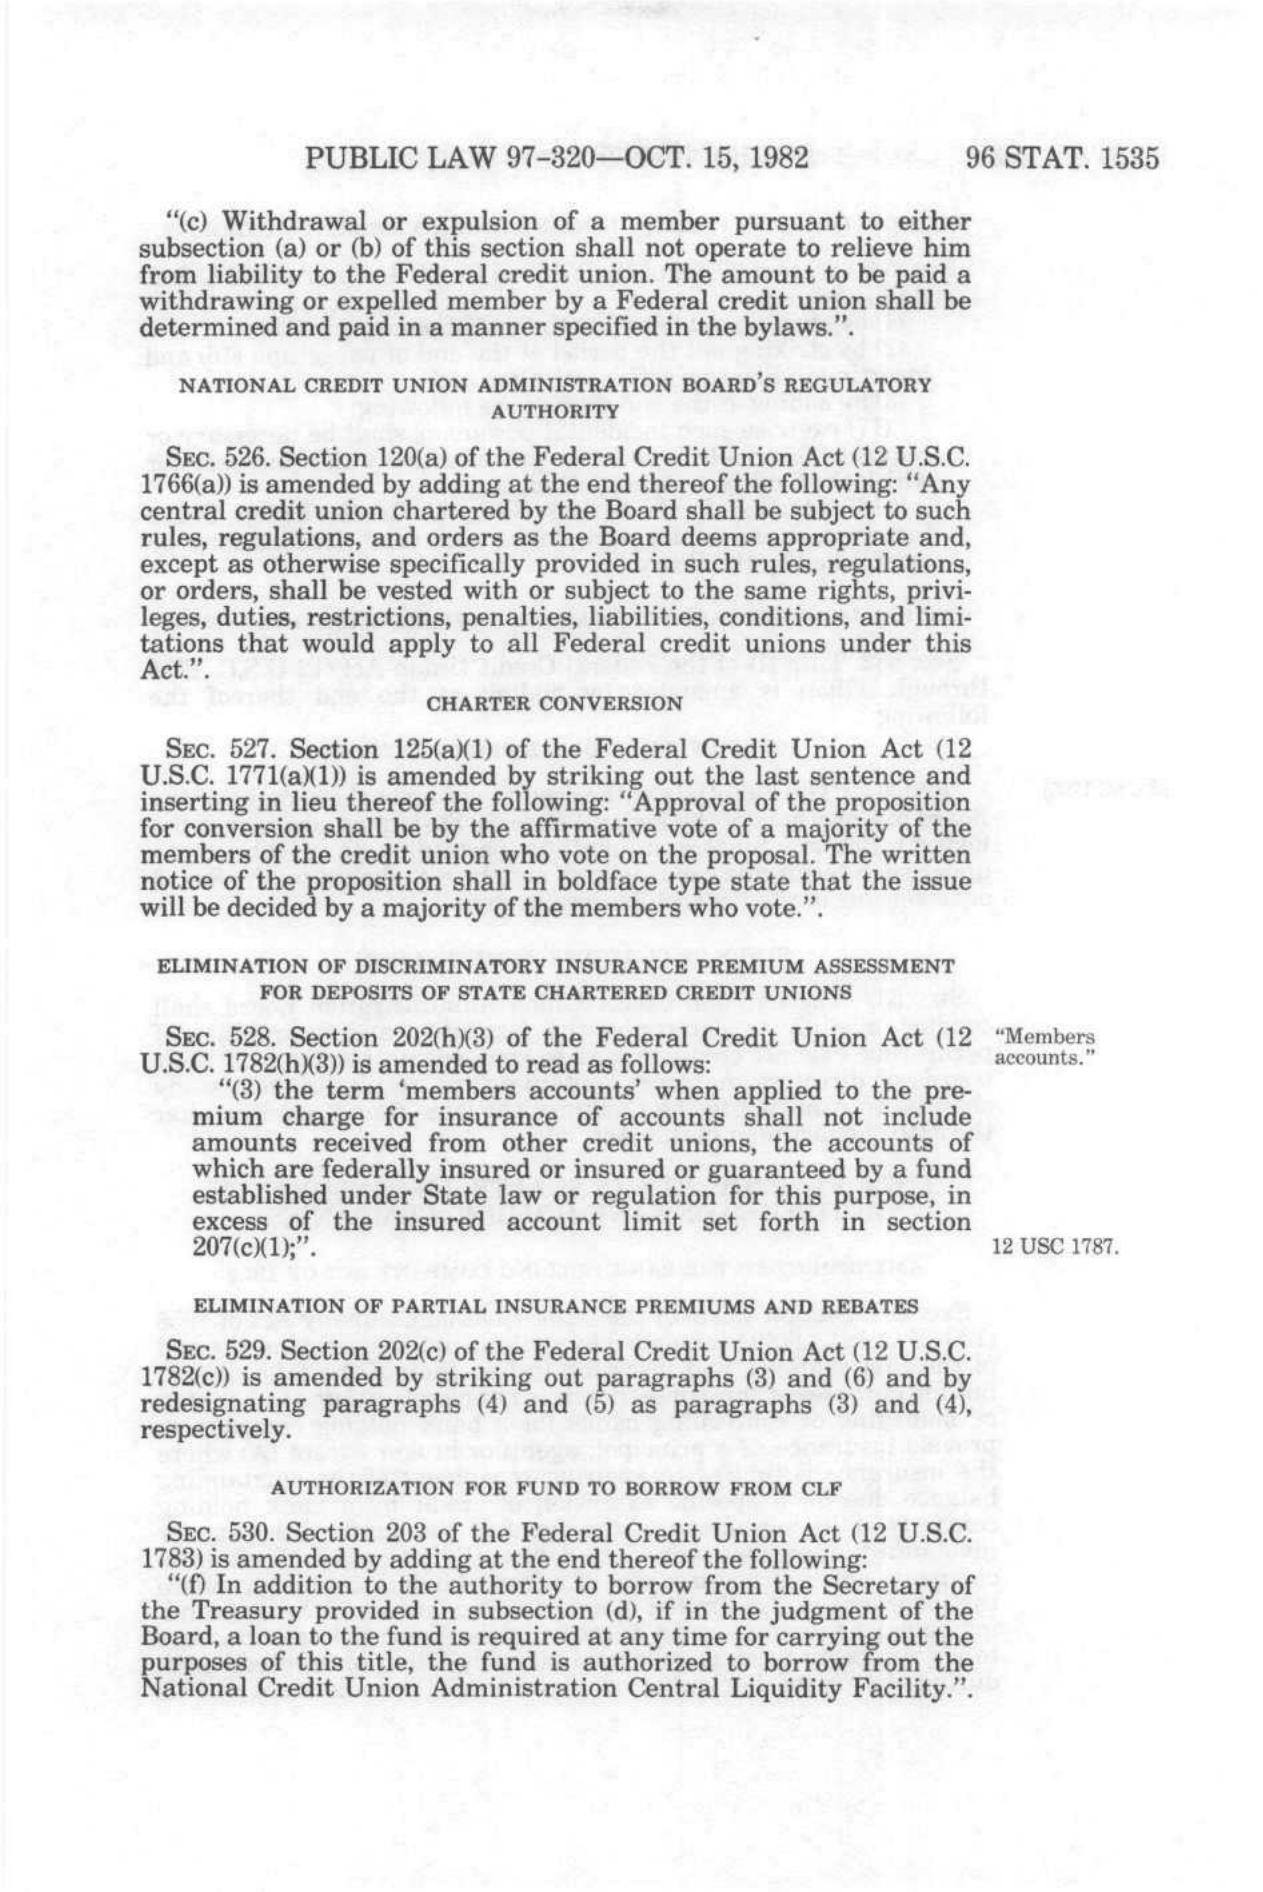 PUBLIC LAW 97-320—OCT. 15, 1982 96 STAT. 1535
"(c) Withdrawal or expulsion of a member pursuant to either
subsection (a) or (b) of this section shall not operate to relieve him
from liability to the Federal credit union. The amount to be paid a
withdrawing or expelled member by a Federal credit union shall be
determined and paid in a manner specified in the bylaws.".
NATIONAL CREDIT UNION ADMINISTRATION BOARD'S REGULATORY
AUTHORITY
SEC. 526. Section 120(a) of the Federal Credit Union Act (12 U.S.C.
1766(a)) is amended by adding at the end thereof the following: "Any
central credit union chartered by the Board shall be subject to such
rules, regulations, and orders as the Board deems appropriate and,
except as otherwise specifically provided in such rules, regulations,
or orders, shall be vested with or subject to the same rights, privi-
leges, duties, restrictions, penalties, liabilities, conditions, and limi-
tations that would apply to all Federal credit unions under this
Act.".
CHARTER CONVERSION
SEC. 527. Section 125(a)(1) of the Federal Credit Union Act (12
U.S.C. 1771(a)(1)) is amended by striking out the last sentence and
inserting in lieu thereof the following: "Approval of the proposition
for conversion shall be by the affirmative vote of a majority of the
members of the credit union who vote on the proposal. The written
notice of the proposition shall in boldface type state that the issue
will be decided by a majority of the members who vote.".
ELIMINATION OF DISCRIMINATORY INSURANCE PREMIUM ASSESSMENT
FOR DEPOSITS OF STATE CHARTERED CREDIT UNIONS
SEC. 528. Section 202(h)(3) of the Federal Credit Union Act (12
U.S.C. 1782(h)(3)) is amended to read as follows:
"Members
accounts."
"(3) the term 'members accounts' when applied to the pre-
mium charge for insurance of accounts shall not include
amounts received from other credit unions, the accounts of
which are federally insured or insured or guaranteed by a fund
established under State law or regulation for this purpose, in
excess of the insured account limit set forth in section
207(c)(1);".
12 USC 1787.
ELIMINATION OF PARTIAL INSURANCE PREMIUMS AND REBATES
SEC. 529. Section 202(c) of the Federal Credit Union Act (12 U.S.C.
1782(c)) is amended by striking out paragraphs (3) and (6) and by
redesignating paragraphs (4) and (5) as paragraphs (3) and (4),
respectively.
AUTHORIZATION FOR FUND TO BORROW FROM CLF
SEC. 530. Section 203 of the Federal Credit Union Act (12 U.S.C.
1783) is amended by adding at the end thereof the following:
"(f) In addition to the authority to borrow from the Secretary of
the Treasury provided in subsection (d), if in the judgment of the
Board, a loan to the fund is required at any time for carrying out the
purposes of this title, the fund is authorized to borrow from the
National Credit Union Administration Central Liquidity Facility.".